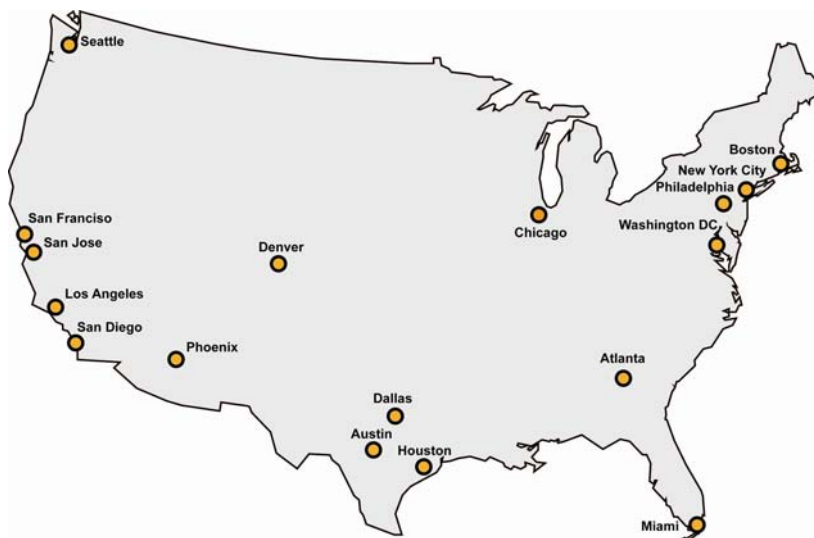 Seattle
Boston
New York City
Philadelphia
San Franciso
Washington DC
Chicago
San Jose
Denver
Los Angeles
San Diego
Phoenix
Atlanta
Dallas
Austin
Houston
Miami